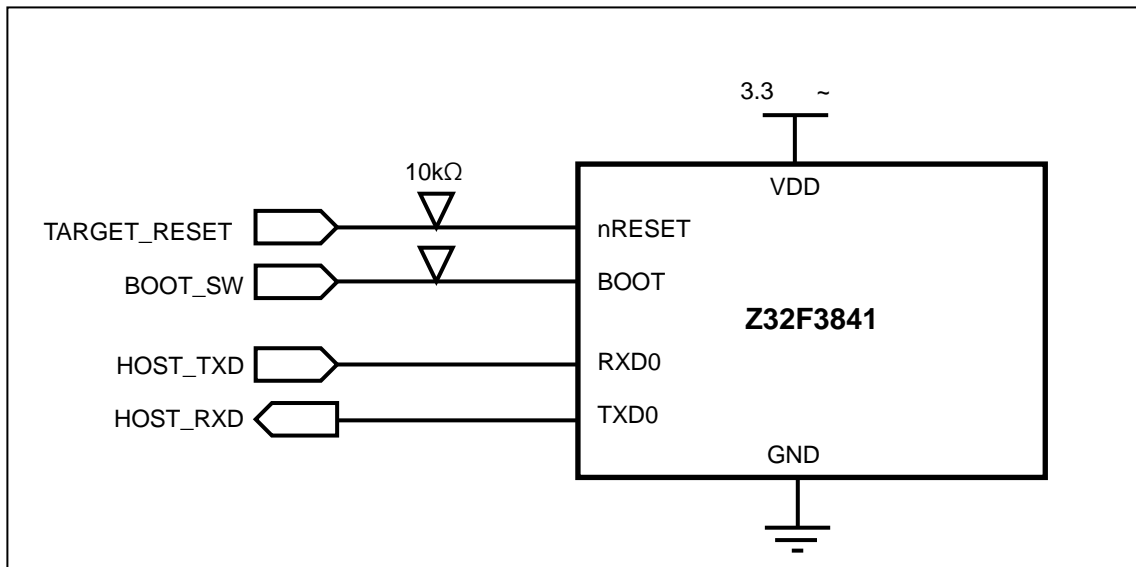 3.3 ~
VDD
10kΩ
TARGET_RESET
nRESET
BOOT_SW
BOOT
Z32F3841
HOST_TXD
RXD0
HOST_RXD
TXD0
GND